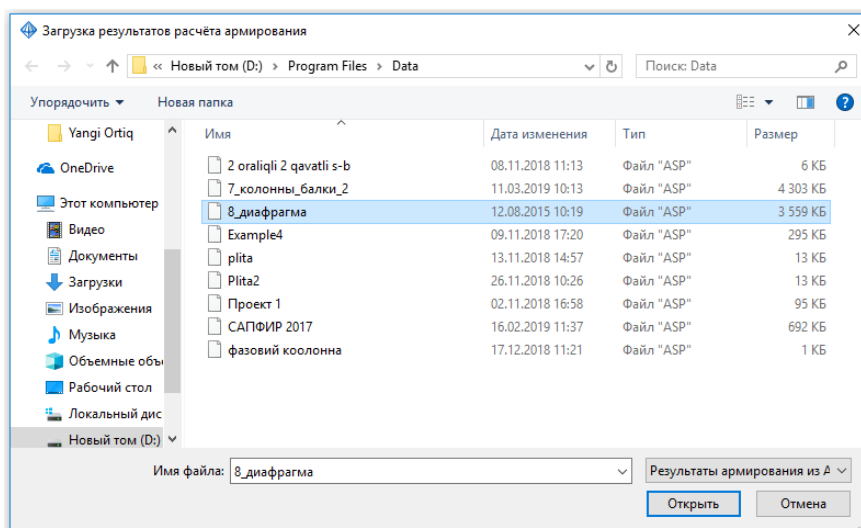 Загрузка результатов расчёта армирования
« Новый том (D:) > Program Files > Data
Поиск: Data
Упорядочить Новая папка
Yangi Ortiq
OneDrive
Этот компьютер
Видео
Документы
Загрузки
Изображения
Музыка
Объемные объ
Рабочий стол
Локальный дис
Новый том (D:)
Имя Дата изменения Тип Размер
2 oraliqli 2 qavatli s-b 08.11.2018 11:13 Файл "ASP" 6 КБ
7_колонны_балки_2 11.03.2019 10:13 Файл "ASP" 4 303 КБ
8_диафрагма 12.08.2015 10:19 Файл "ASP" 3 559 КБ
Example4 09.11.2018 17:20 Файл "ASP" 295 КБ
plita 13.11.2018 14:57 Файл "ASP" 13 КБ
Plita2 26.11.2018 10:26 Файл "ASP" 13 КБ
Проект 1 02.11.2018 16:58 Файл "ASP" 95 КБ
САПФИР 2017 16.02.2019 11:37 Файл "ASP" 692 КБ
фазовий коолонна 17.12.2018 11:21 Файл "ASP" 1 КБ
Имя файла: 8_диафрагма
Результаты армирования из А
Открыть Отмена